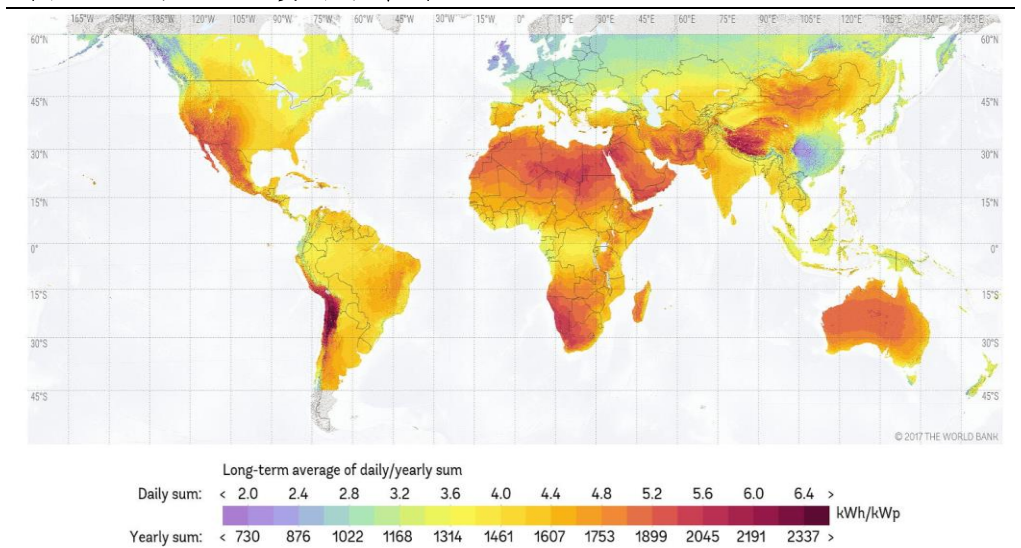 165°W 150°W 135°W 120°W 105°W 90°W 75°W 60°W 45°W 30°W 15°W 0° 15°E 30°E 45°E 60°E 75°E 90°E 105°E 120°E 135°E 150°E 165°E
60°N 60°N
45°N 45°N
30°N 30°N
15°N 15°N
0° 0°
15°S 15°S
30°S 30°S
45°S 45°S
© 2017 THE WORLD BANK
Long-term average of daily/yearly sum
Daily sum: < 2.0 2.4 2.8 3.2 3.6 4.0 4.4 4.8 5.2 5.6 6.0 6.4 >
kWh/kWp
Yearly sum: < 730 876 1022 1168 1314 1461 1607 1753 1899 2045 2191 2337 >